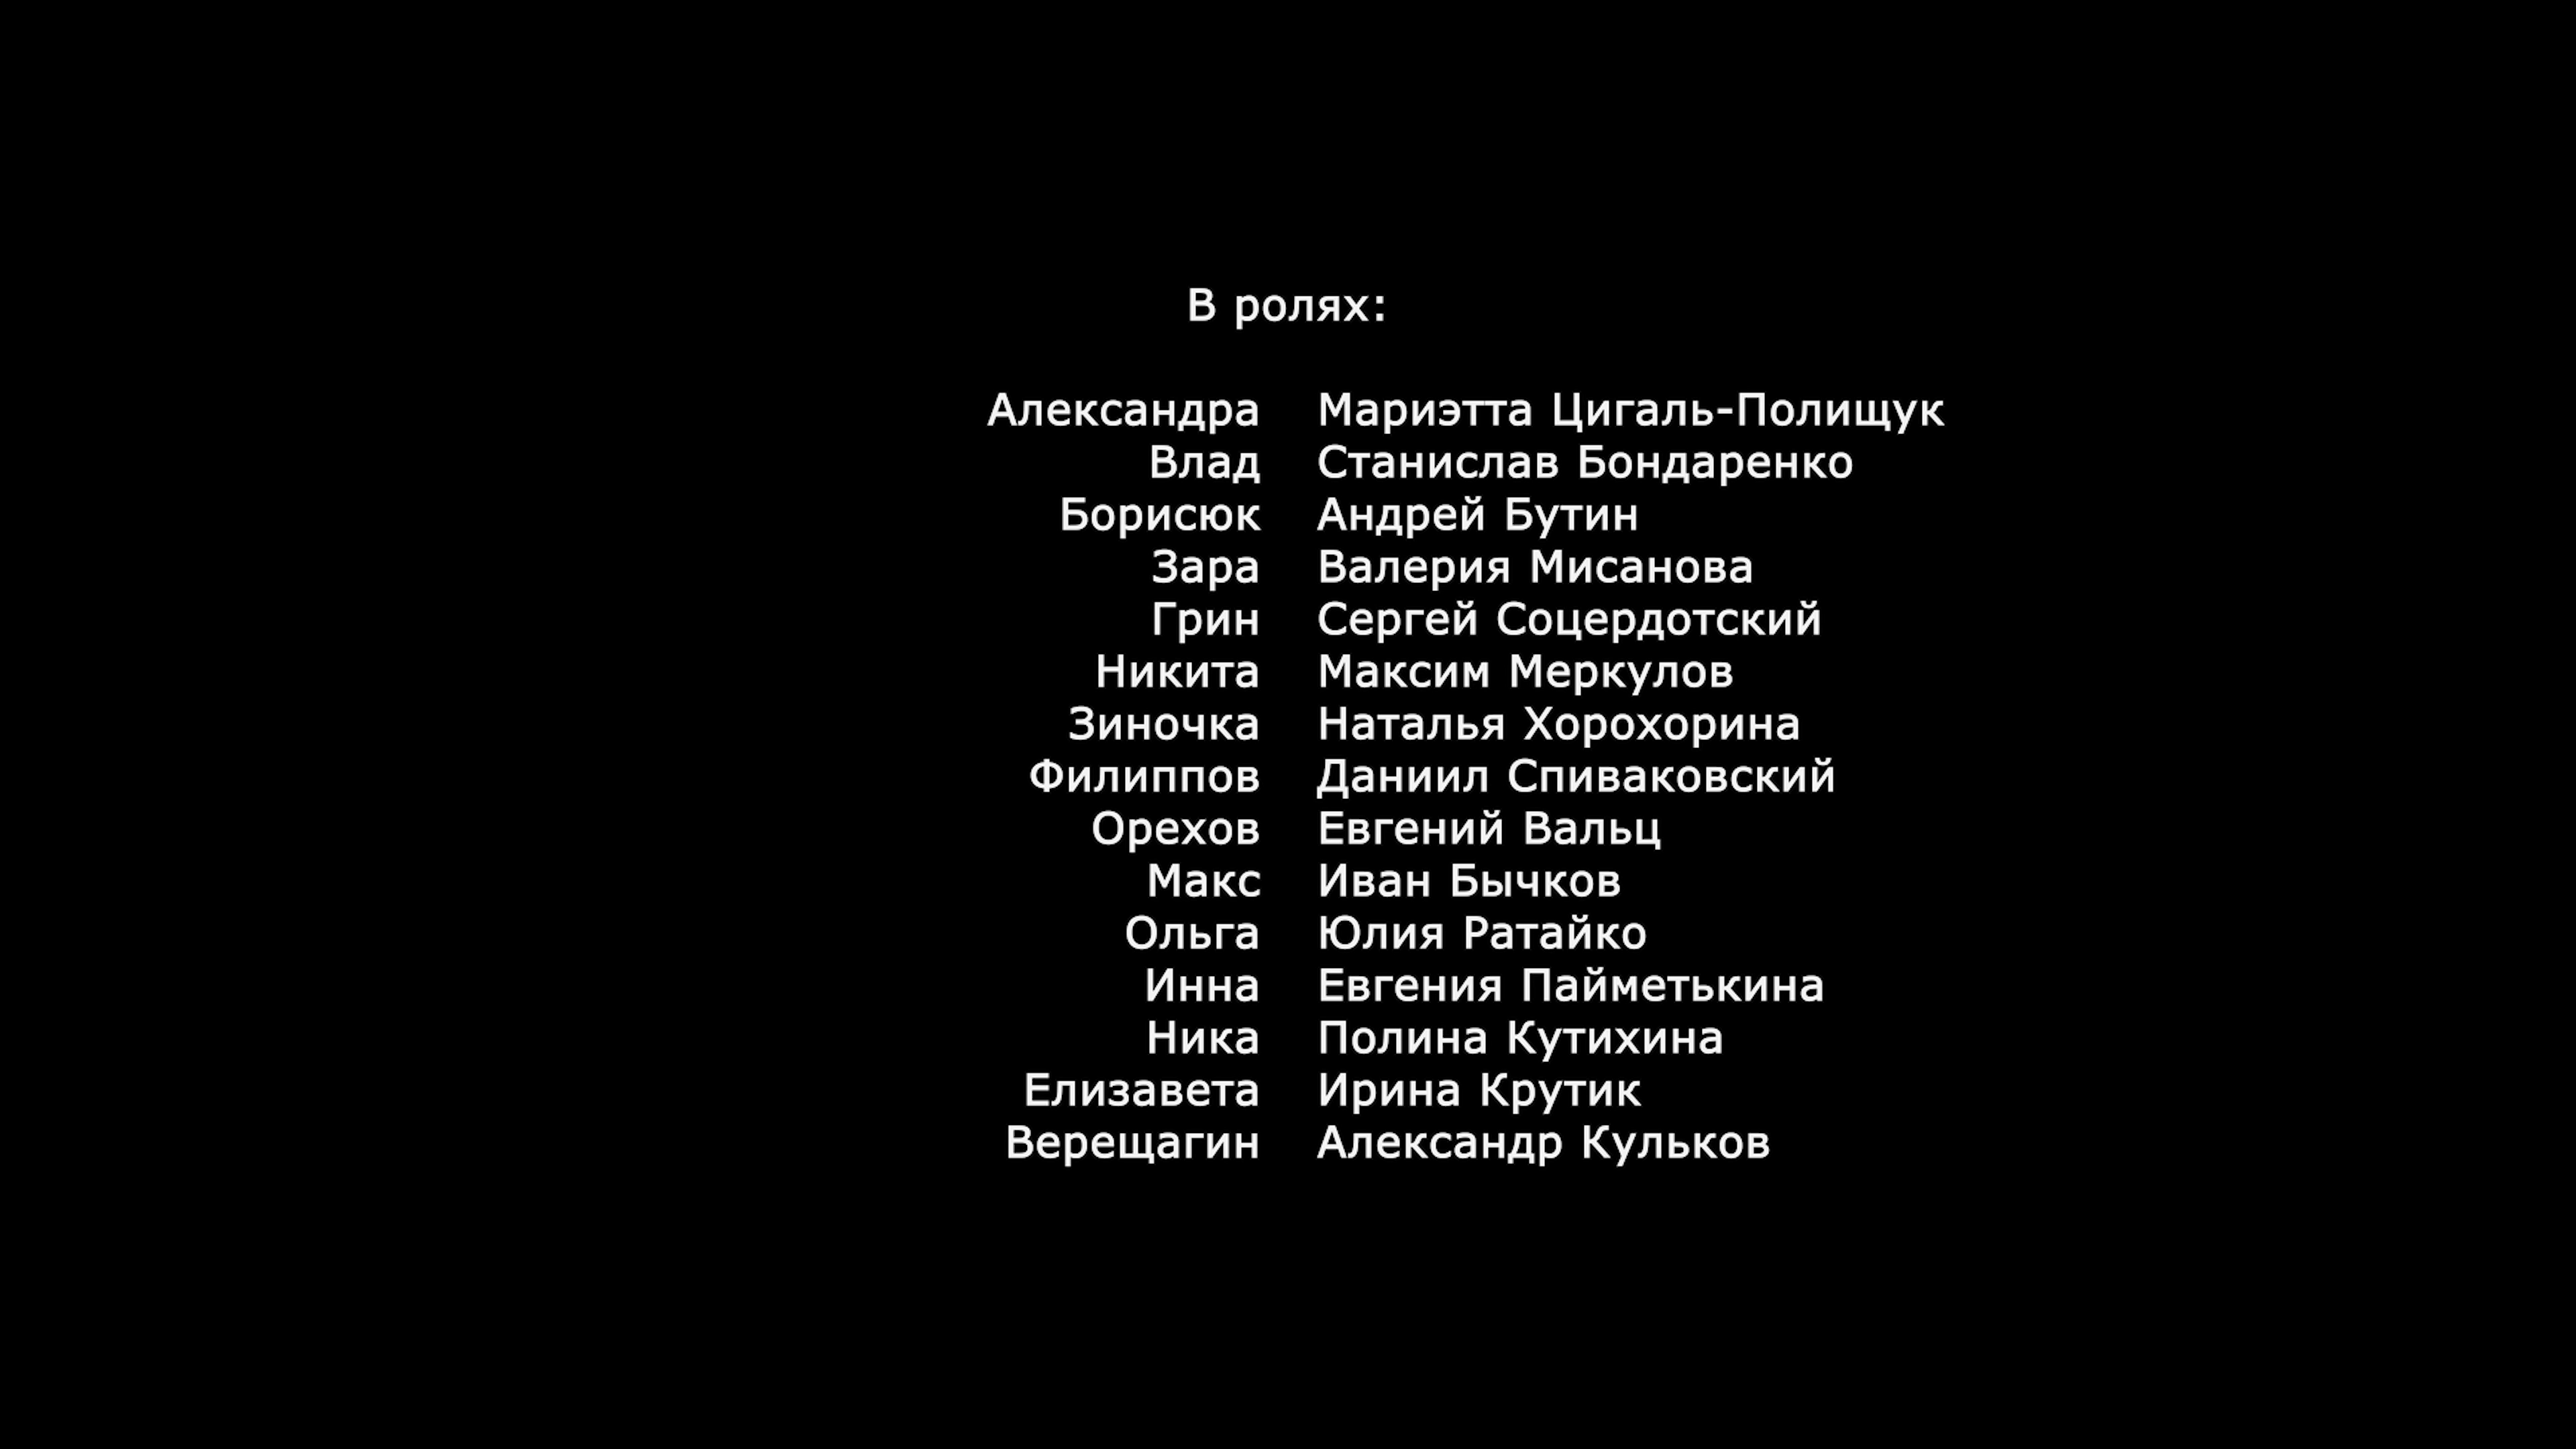 В ролях:
Александра Мариэтта Цигаль-Полищук
Влад Станислав Бондаренко
Борисюк Андрей Бутин
Зара Валерия Мисанова
Грин Сергей Соцердотский
Никита Максим Меркулов
Зиночка Наталья Хорохорина
Филиппов Даниил Спиваковский
Орехов Евгений Вальц
Макс Иван Бычков
Ольга Юлия Ратайко
Инна Евгения Пайметькина
Ника Полина Кутихина
Елизавета Ирина Крутик
Верещагин Александр Кульков